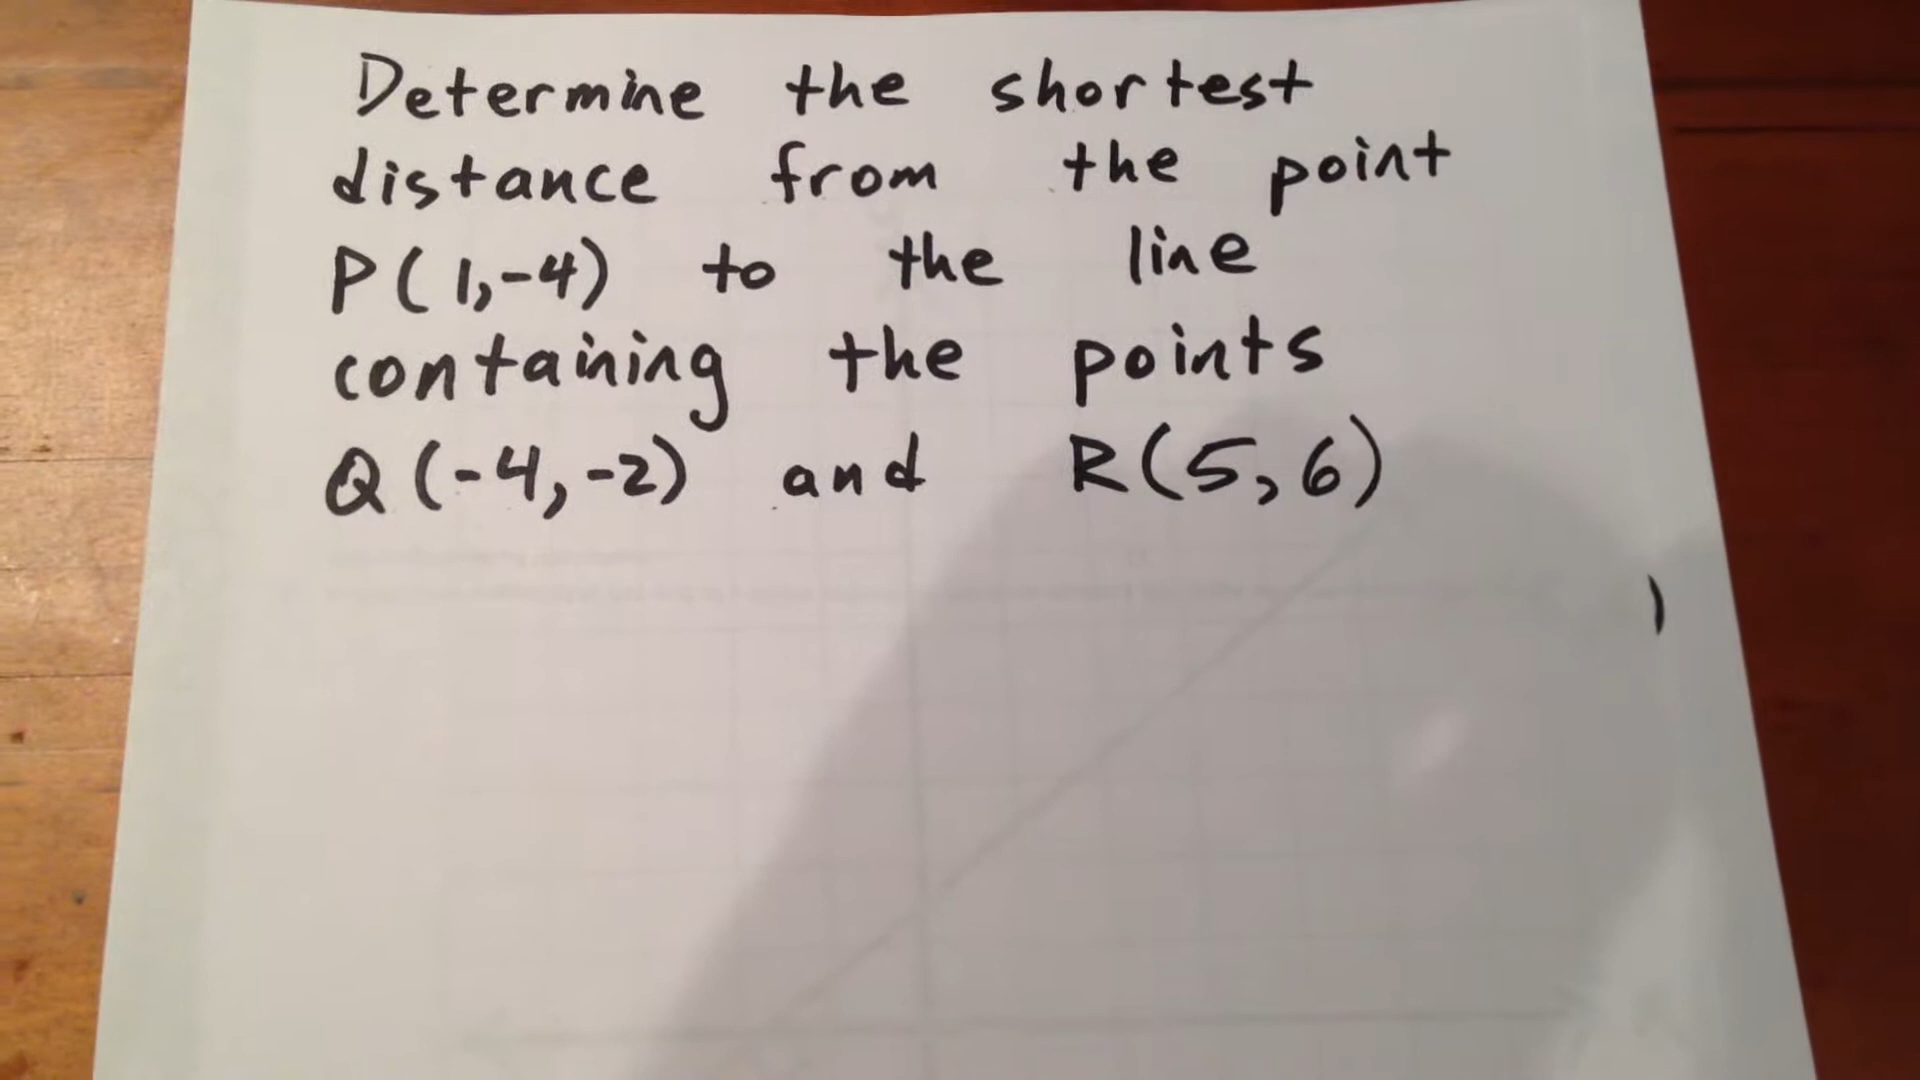 Determine the shortest
distance from the point
P(1,-4) to the line
containing the points
Q(-4,-2) and R(5,6)
)